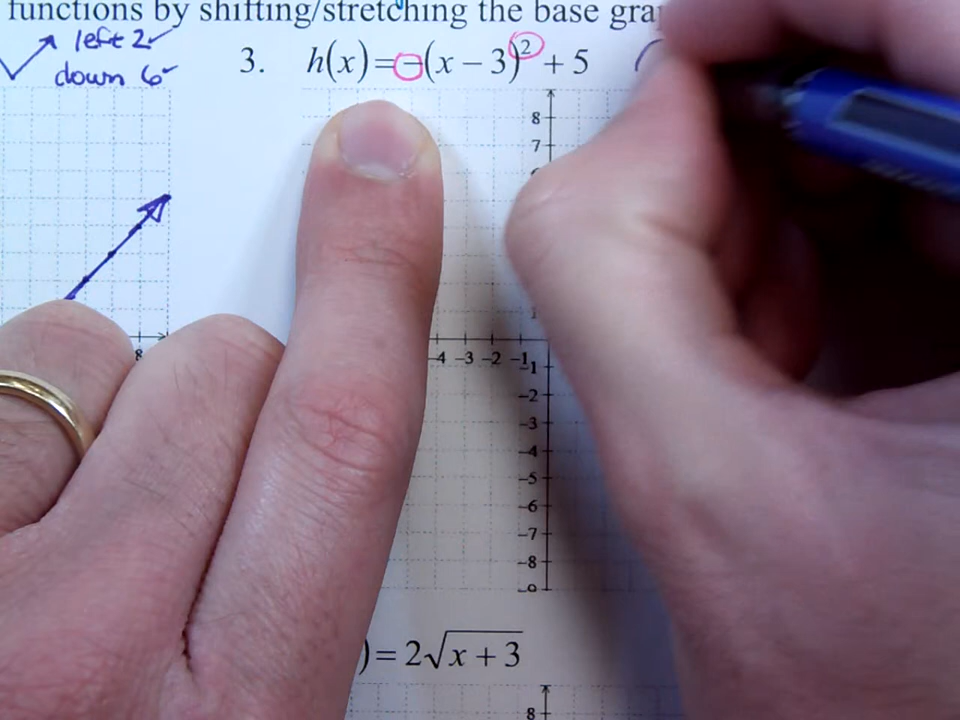 functions by shifting/stretching the base
left 2✓
down 6✓
3. h(x)=-(x-3)²+5
8
7
-4 -3 -2 -1
-1
-2
-3
-4
-5
-6
-7
-8
8
)=2√(x+3)
8